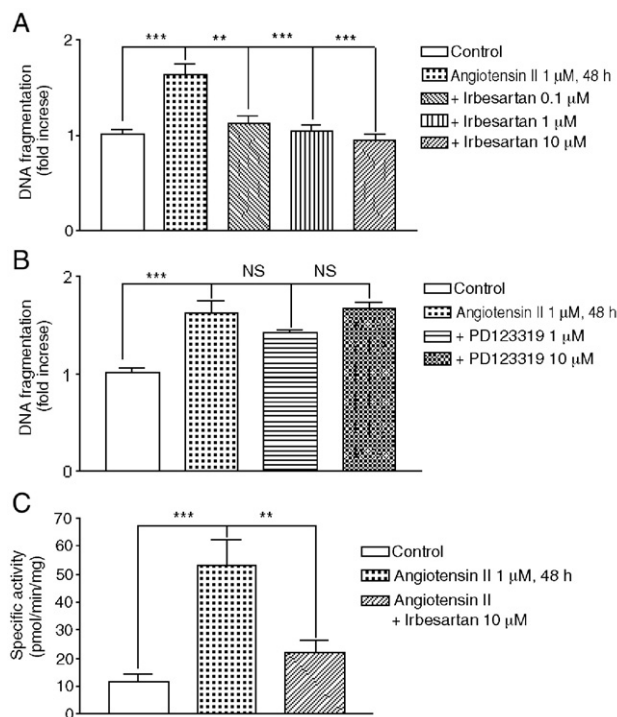 A
2
1
0
DNA fragmentation
(fold increse)
***
**
***
***
Control
Angiotensin II 1 µM, 48 h
+ Irbesartan 0.1 µM
+ Irbesartan 1 µM
+ Irbesartan 10 µM
B
2
1
0
DNA fragmentation
(fold increse)
***
NS
NS
Control
Angiotensin II 1 µM, 48 h
+ PD123319 1 µM
+ PD123319 10 µM
C
70
60
50
40
30
20
10
0
Specific activity
(pmol/min/mg)
***
**
Control
Angiotensin II 1 µM, 48 h
Angiotensin II
+ Irbesartan 10 µM